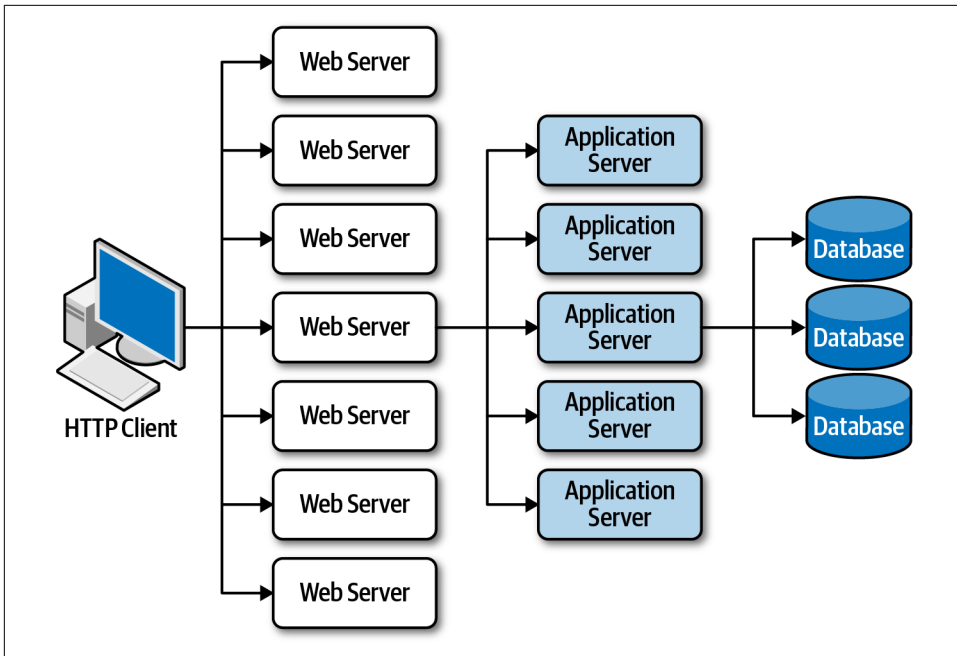 HTTP Client
Web Server
Web Server
Web Server
Web Server
Web Server
Web Server
Web Server
Application
Server
Application
Server
Application
Server
Application
Server
Application
Server
Database
Database
Database